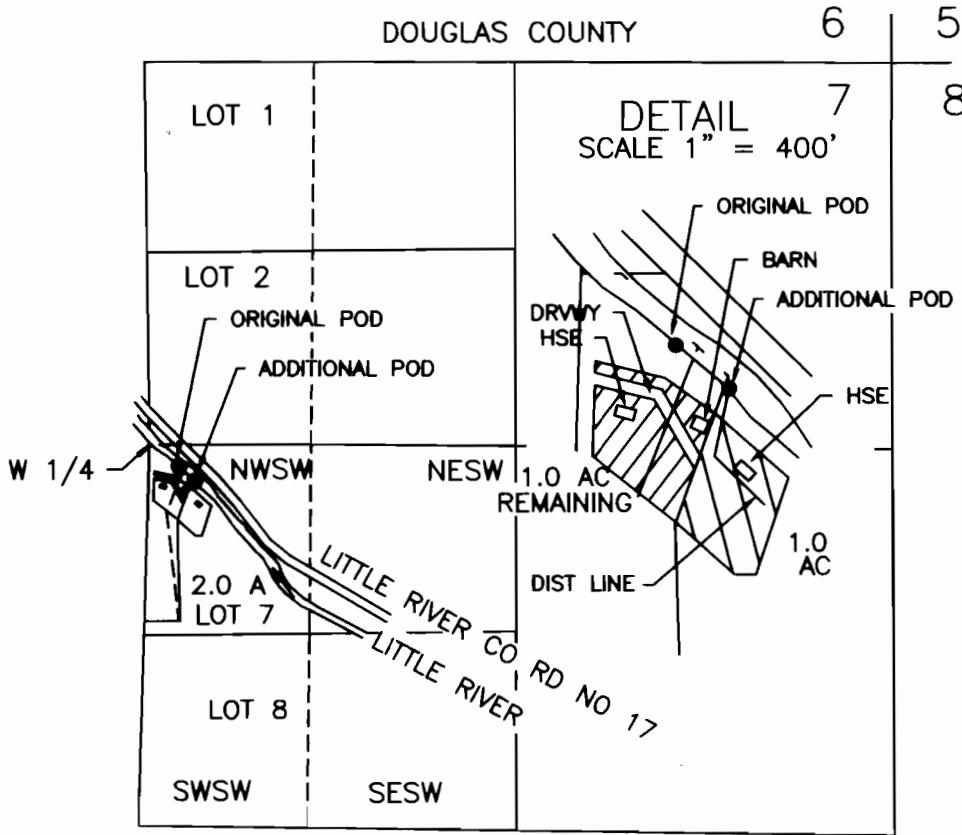 DOUGLAS COUNTY
6
5
7
8
LOT 1
DETAIL
SCALE 1" = 400'
ORIGINAL POD
BARN
ADDITIONAL POD
DRVWY
HSE
HSE
LOT 2
ORIGINAL POD
ADDITIONAL POD
W 1/4
NWSW
NESW
1.0 AC
REMAINING
1.0
AC
DIST LINE
2.0 A
LOT 7
LITTLE RIVER CO RD NO 17
LITTLE RIVER
LOT 8
SWSW
SESW